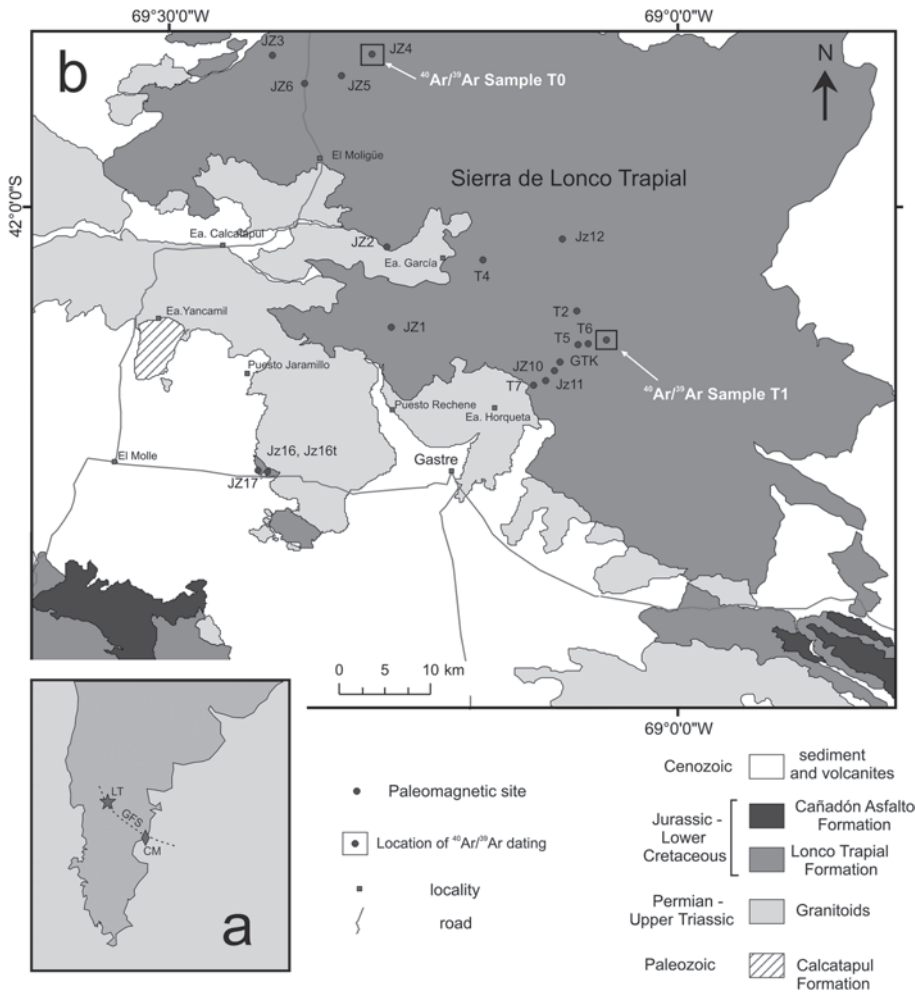 69°30'0"W
69°0'0"W
b
JZ3
JZ4
⁴⁰Ar/³⁹Ar Sample T0
JZ6
JZ5
N
El Moligüe
Sierra de Lonco Trapial
42°0'0"S
Ea. Calcatapul
JZ2
Ea. García
Jz12
T4
Ea.Yancamil
JZ1
T2
T6
T5
GTK
JZ10
Jz11
T7
⁴⁰Ar/³⁹Ar Sample T1
Puesto Jaramillo
Puesto Rechene
Ea. Horqueta
El Molle
Jz16, Jz16t
JZ17
Gastre
0 5 10 km
69°0'0"W
LT
GFS
CM
a
Paleomagnetic site
Location of ⁴⁰Ar/³⁹Ar dating
locality
road
Cenozoic
sediment
and volcanites
Jurassic -
Lower
Cretaceous
Cañadón Asfalto
Formation
Lonco Trapial
Formation
Permian -
Upper Triassic
Granitoids
Paleozoic
Calcatapul
Formation